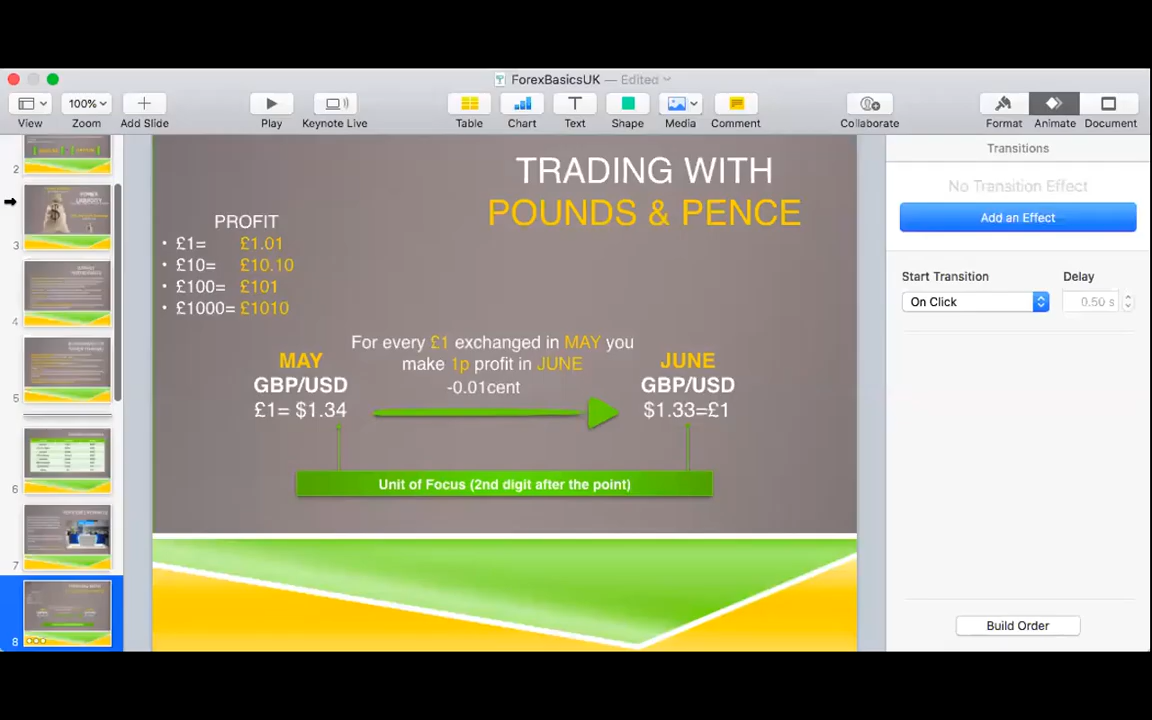 ForexBasicsUK — Edited
100%
View
Zoom
Add Slide
Play
Keynote Live
Table
Chart
Text
Shape
Media
Comment
Collaborate
Format
Animate
Document
2
3
4
5
6
7
8
TRADING WITH
POUNDS & PENCE
PROFIT
• £1= £1.01
• £10= £10.10
• £100= £101
• £1000= £1010
For every £1 exchanged in MAY you
make 1p profit in JUNE
-0.01cent
MAY
GBP/USD
£1= $1.34
JUNE
GBP/USD
$1.33=£1
Unit of Focus (2nd digit after the point)
Transitions
No Transition Effect
Add an Effect
Start Transition
Delay
On Click
0.50 s
Build Order